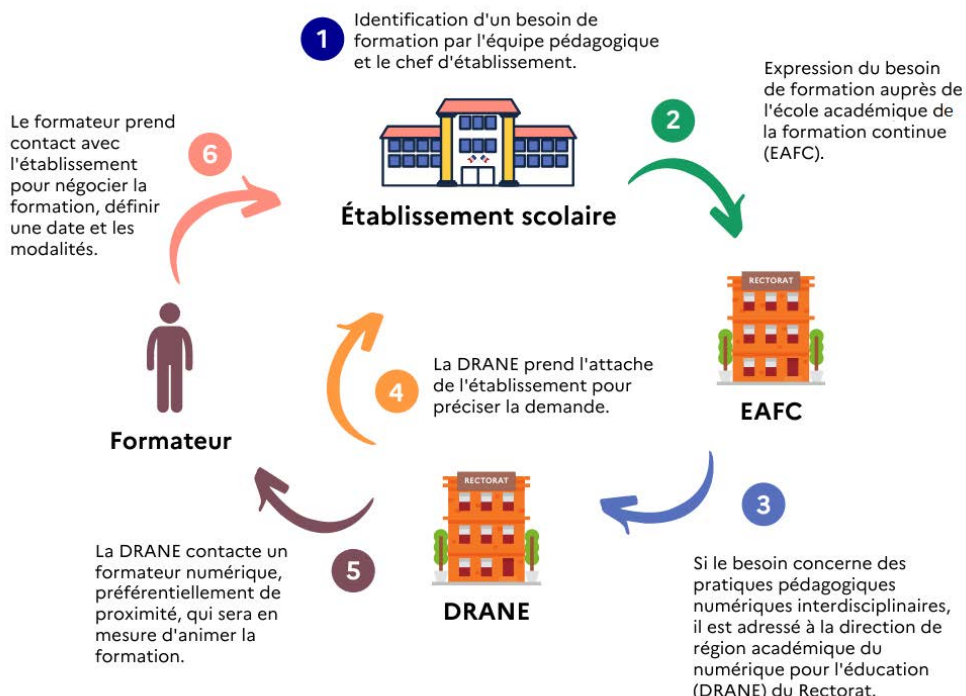 1
Identification d'un besoin de
formation par l'équipe pédagogique
et le chef d'établissement.
Établissement scolaire
2
Expression du besoin
de formation auprès de
l'école académique de
la formation continue
(EAFC).
RECTORAT
EAFC
3
Si le besoin concerne des
pratiques pédagogiques
numériques interdisciplinaires,
il est adressé à la direction de
région académique du
numérique pour l'éducation
(DRANE) du Rectorat.
4
La DRANE prend l'attache
de l'établissement pour
préciser la demande.
RECTORAT
DRANE
5
La DRANE contacte un
formateur numérique,
préférentiellement de
proximité, qui sera en
mesure d'animer la
formation.
Formateur
6
Le formateur prend
contact avec
l'établissement
pour négocier la
formation, définir
une date et les
modalités.